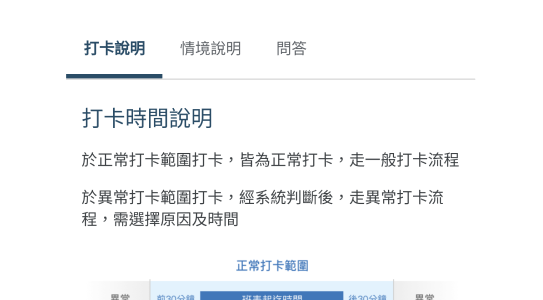 打卡說明 情境說明 問答
打卡時間說明
於正常打卡範圍打卡，皆為正常打卡，走一般打卡流程
於異常打卡範圍打卡，經系統判斷後，走異常打卡流
程，需選擇原因及時間
正常打卡範圍
異常 前30分鐘 班表起迄時間 後30分鐘 異常